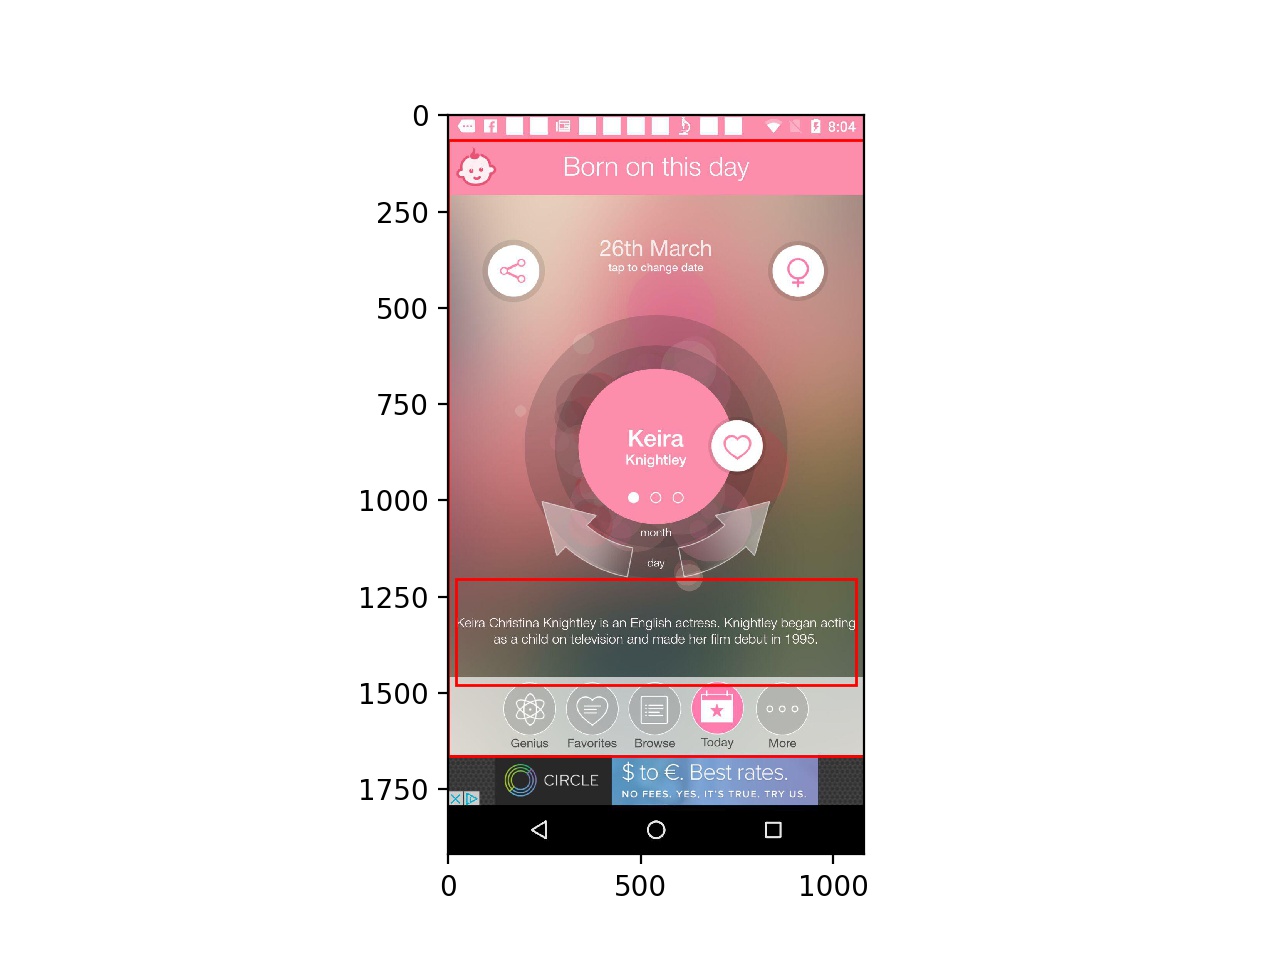 0
8:04
Born on this day
250
26th March
tap to change date
500
750
Keira
Knightley
1000
month
day
1250
Keira Christina Knightley is an English actress. Knightley began acting
as a child on television and made her film debut in 1995.
1500
Genius Favorites Browse Today More
1750
CIRCLE
$ to €. Best rates.
NO FEES. YES, IT'S TRUE. TRY US.
0 500 1000